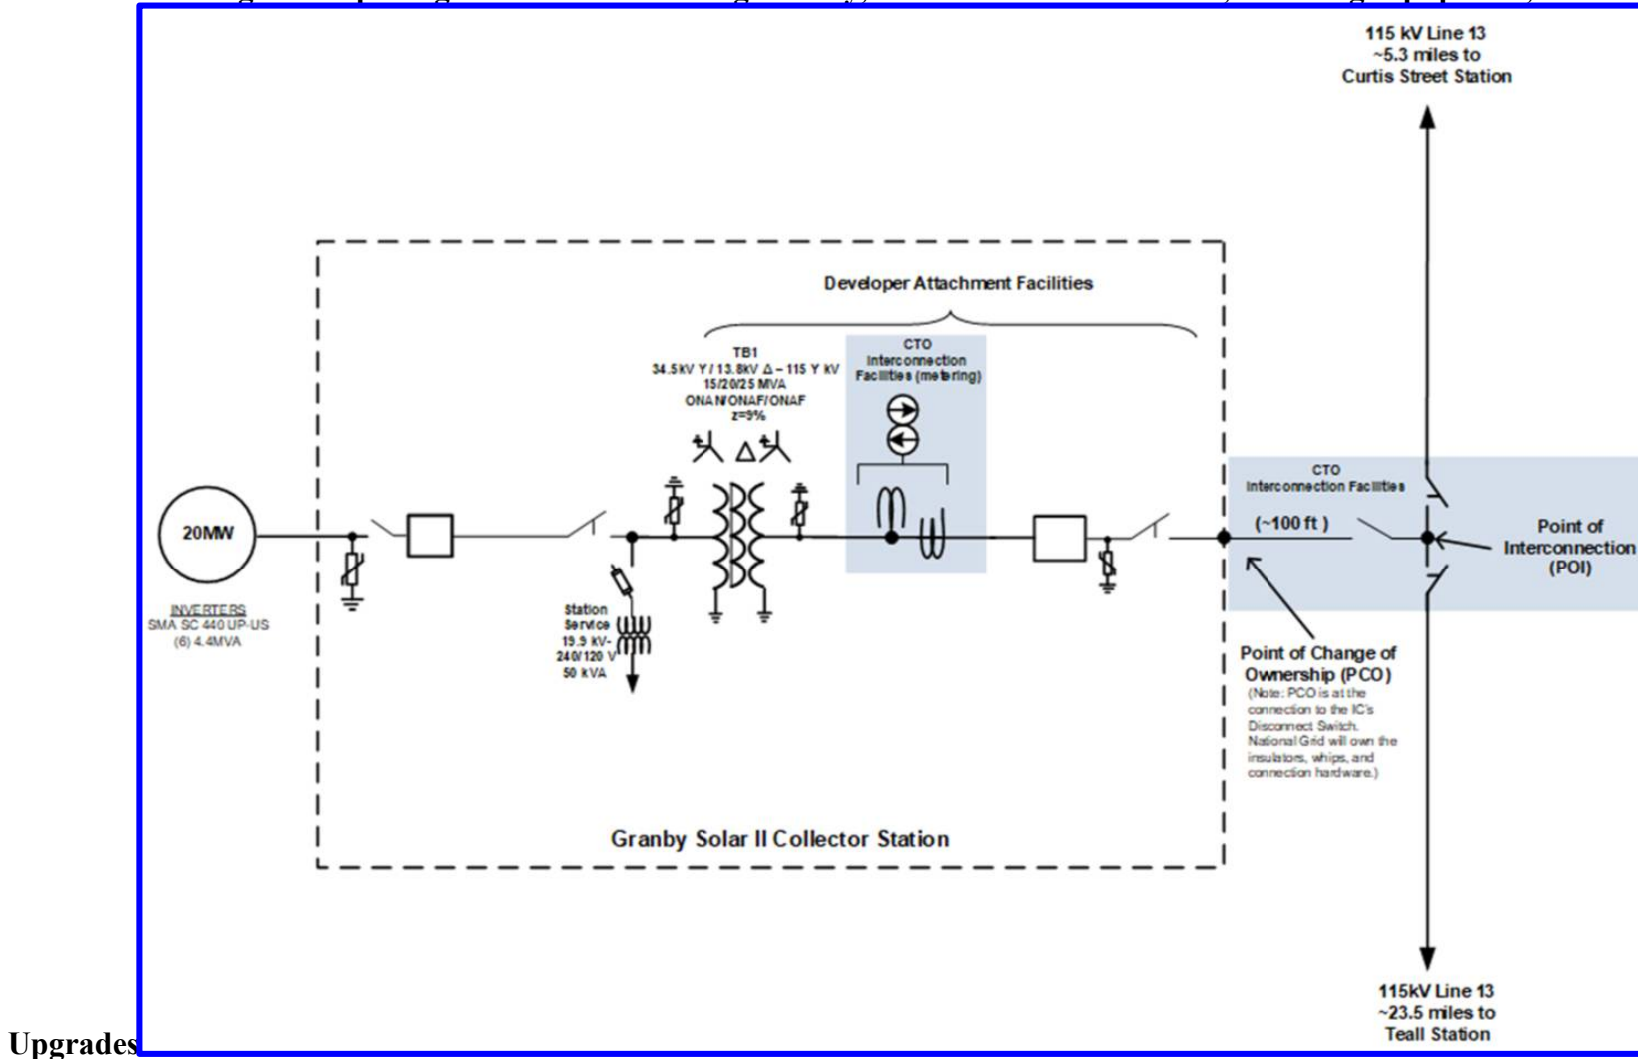 115 kV Line 13
~5.3 miles to
Curtis Street Station
Developer Attachment Facilities
TB1
34.5kV Y / 13.8kV Δ – 115 Y kV
15/20/25 MVA
ONAN/ONAF/ONAF
z=9%
CTO
Interconnection
Facilities (metering)
CTO
Interconnection Facilities
(~100 ft )
Point of
Interconnection
(POI)
20MW
INVERTERS
SMA SC 440 UP-US
(6) 4.4MVA
Station
Service
19.9 kV-
240/120 V
50 kVA
Point of Change of
Ownership (PCO)
(Note: PCO is at the
connection to the IC's
Disconnect Switch.
National Grid will own the
insulators, whips, and
connection hardware.)
Granby Solar II Collector Station
115kV Line 13
~23.5 miles to
Teall Station
Upgrades